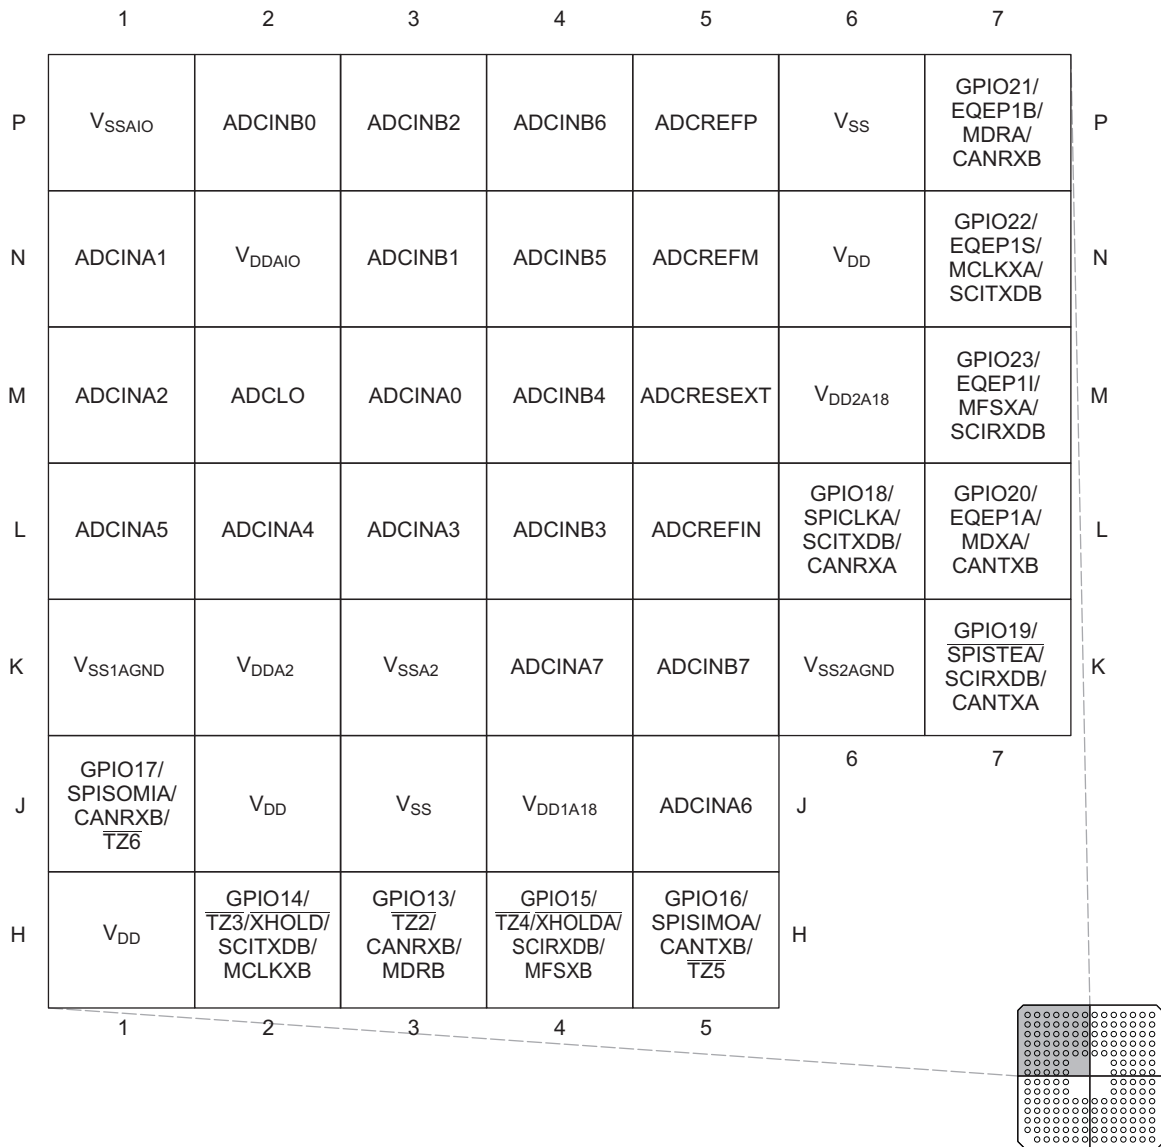 1 2 3 4 5 6 7
P VSSAIO ADCINB0 ADCINB2 ADCINB6 ADCREFP VSS GPIO21/ EQEP1B/ MDRA/ CANRXB P
N ADCINA1 VDDAIO ADCINB1 ADCINB5 ADCREFM VDD GPIO22/ EQEP1S/ MCLKXA/ SCITXDB N
M ADCINA2 ADCLO ADCINA0 ADCINB4 ADCRESEXT VDD2A18 GPIO23/ EQEP1I/ MFSXA/ SCIRXDB M
L ADCINA5 ADCINA4 ADCINA3 ADCINB3 ADCREFIN GPIO18/ SPICLKA/ SCITXDB/ CANRXA GPIO20/ EQEP1A/ MDXA/ CANTXB L
K VSS1AGND VDDA2 VSSA2 ADCINA7 ADCINB7 VSS2AGND GPIO19/ SPISTEA/ SCIRXDB/ CANTXA K
6 7
J GPIO17/ SPISOMIA/ CANRXB/ TZ6 VDD VSS VDD1A18 ADCINA6 J
H VDD GPIO14/ TZ3/XHOLD/ SCITXDB/ MCLKXB GPIO13/ TZ2/ CANRXB/ MDRB GPIO15/ TZ4/XHOLDA/ SCIRXDB/ MFSXB GPIO16/ SPISIMOA/ CANTXB/ TZ5 H
1 2 3 4 5